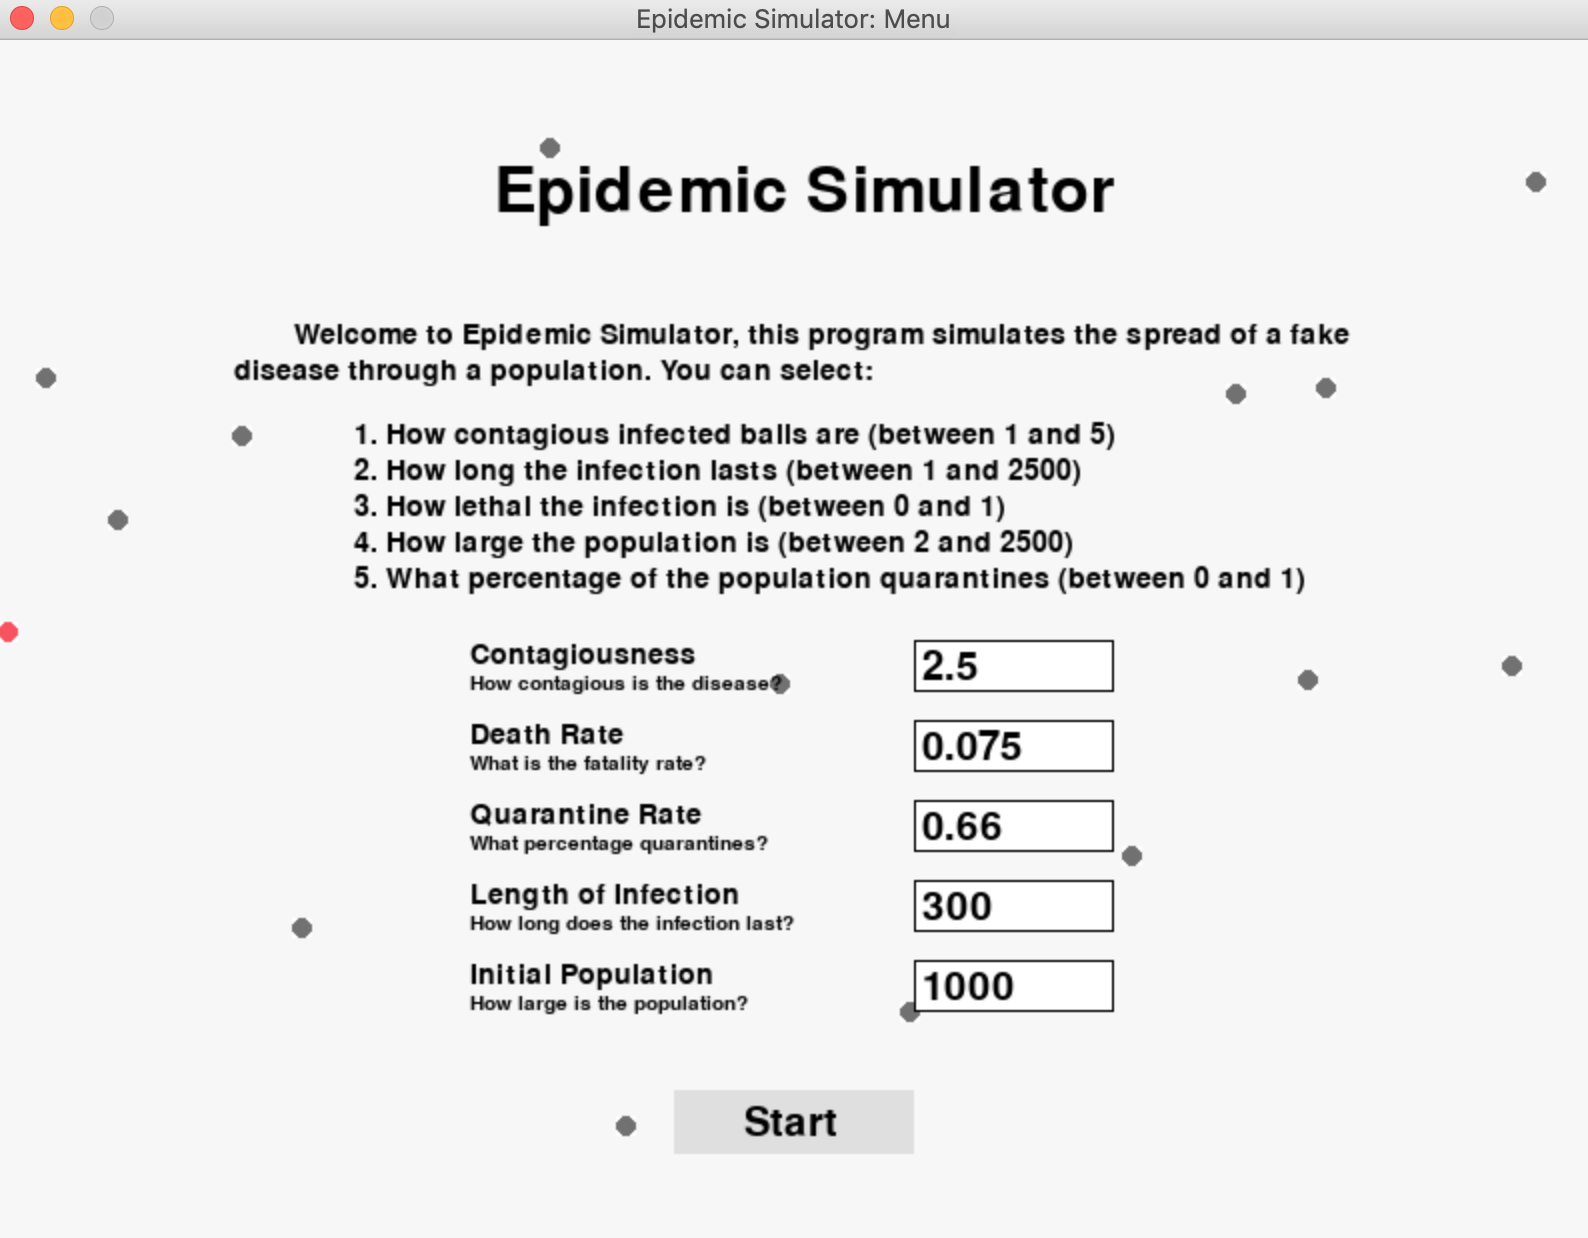 Epidemic Simulator: Menu
Epidemic Simulator
Welcome to Epidemic Simulator, this program simulates the spread of a fake
disease through a population. You can select:
1. How contagious infected balls are (between 1 and 5)
2. How long the infection lasts (between 1 and 2500)
3. How lethal the infection is (between 0 and 1)
4. How large the population is (between 2 and 2500)
5. What percentage of the population quarantines (between 0 and 1)
Contagiousness
How contagious is the disease?
2.5
Death Rate
What is the fatality rate?
0.075
Quarantine Rate
What percentage quarantines?
0.66
Length of Infection
How long does the infection last?
300
Initial Population
How large is the population?
1000
Start